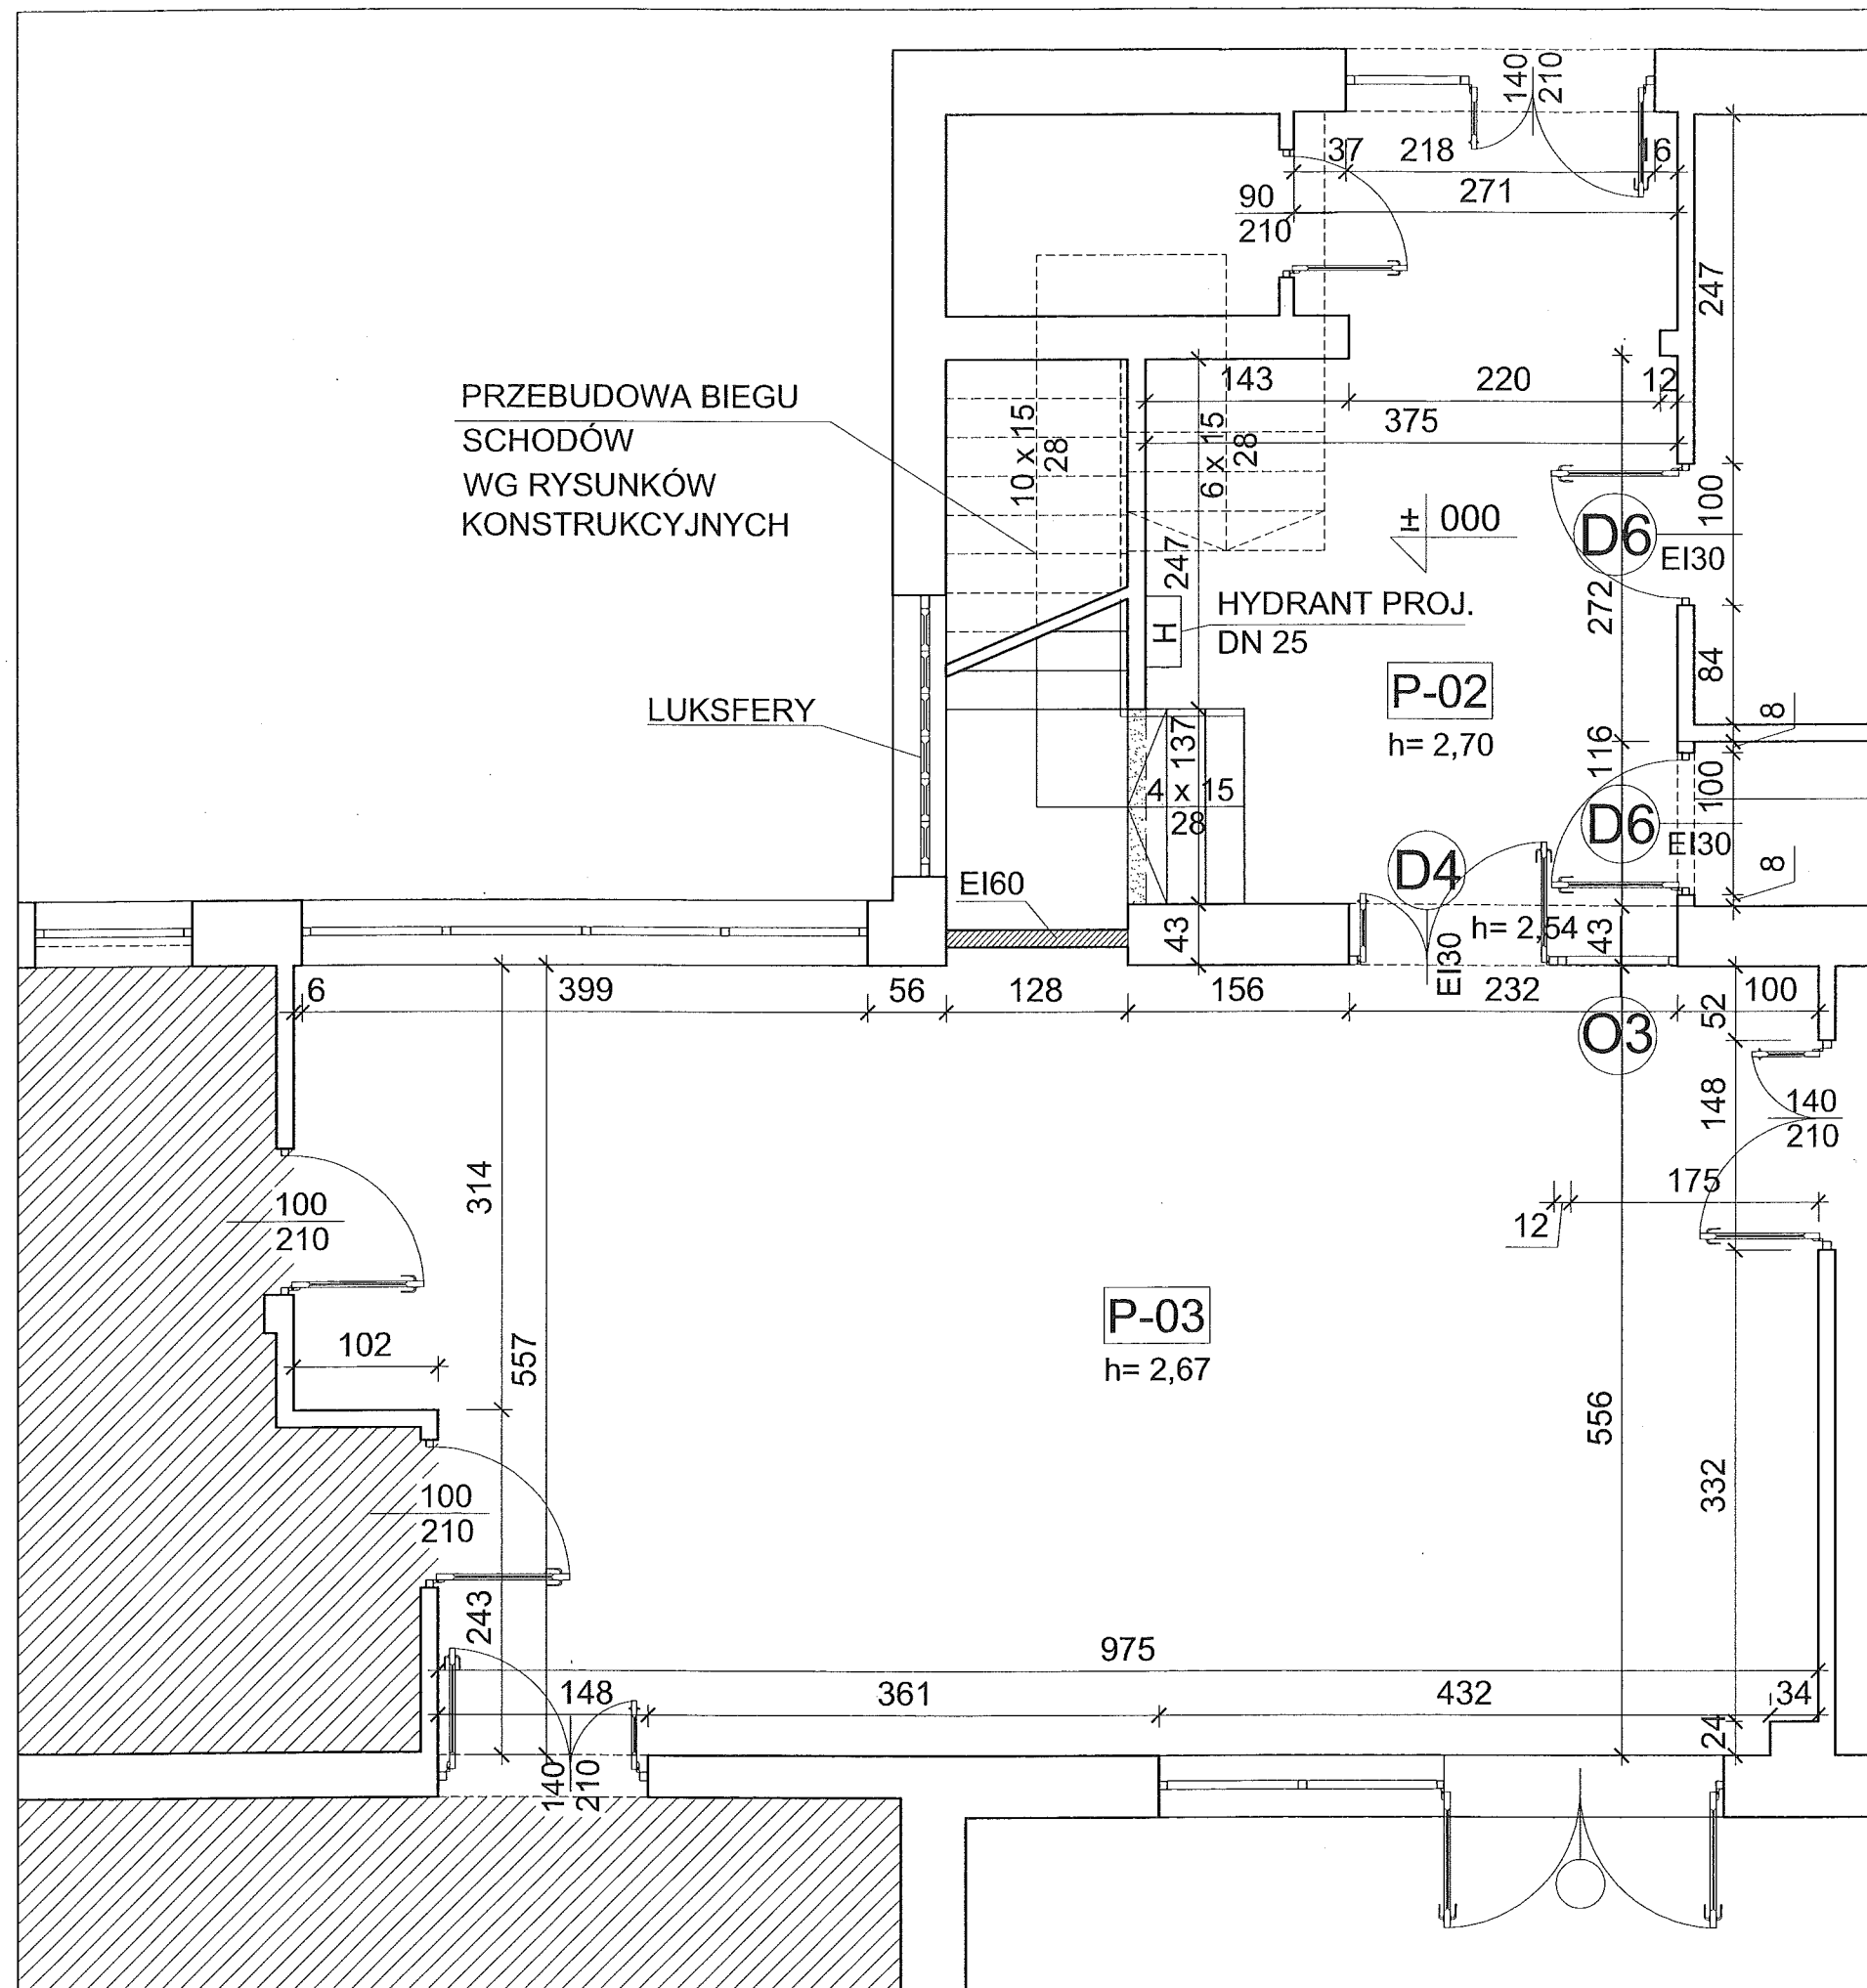 140
210
37
218
16
271
90
210
247
PRZEBUDOWA BIEGU
SCHODÓW
WG RYSUNKÓW
KONSTRUKCYJNYCH
143
220
12
375
10 x 15
28
6 x 15
28
± 000
100
D6
EI30
247
272
HYDRANT PROJ.
DN 25
H
84
P-02
h= 2,70
LUKSFERY
8
137
116
100
4 x 15
28
D6
EI30
D4
8
EI60
43
h= 2,54
43
EI30
6
399
56
128
156
232
100
52
O3
148
140
210
314
175
12
100
210
P-03
h= 2,67
102
557
556
332
100
210
243
975
148
361
432
34
24
140
210